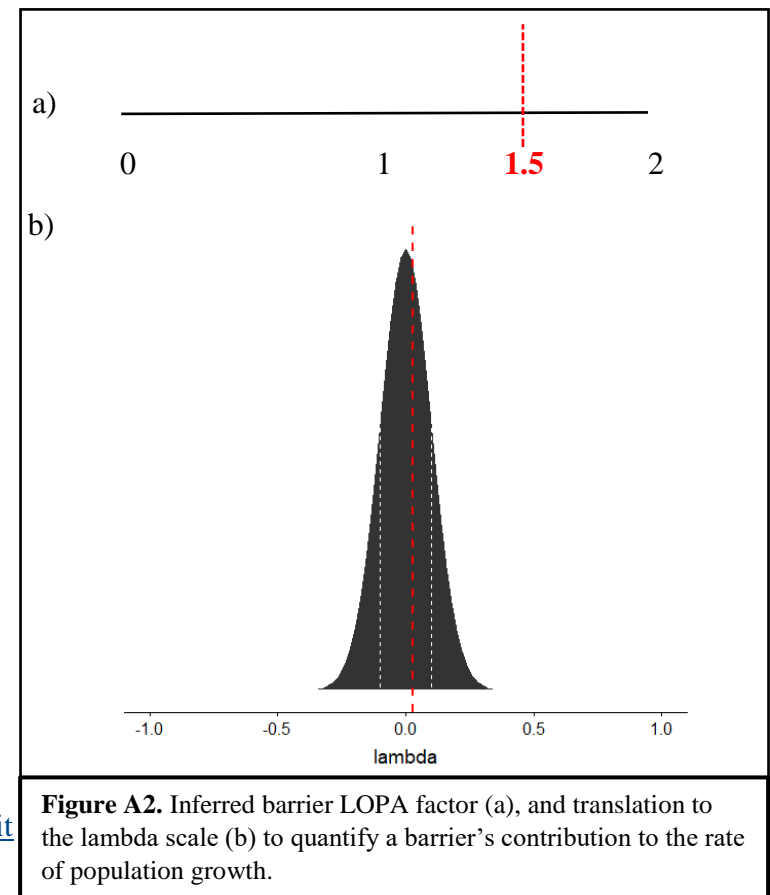 a)
0 1 1.5 2
b)
-1.0 -0.5 0.0 0.5 1.0
lambda
it
Figure A2. Inferred barrier LOPA factor (a), and translation to
the lambda scale (b) to quantify a barrier’s contribution to the rate
of population growth.